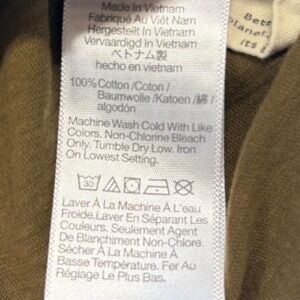 Made In Vietnam
Fabriqué Au Viêt Nam
Hergestellt In Vietnam
Vervaardigd in Vietnam
ベトナム製
hecho en vietnam
100% Cotton /Coton /
Baumwolle /Katoen /綿 /
algodón
Machine Wash Cold With Like
Colors. Non-Chlorine Bleach
Only. Tumble Dry Low. Iron
On Lowest Setting.
30
Laver À La Machine À L'eau
Froide.Laver En Séparant Les
Couleurs. Seulement Agent
De Blanchiment Non-Chlore.
Sécher À La Machine À
Basse Température. Fer Au
Réglage Le Plus Bas.
planet.